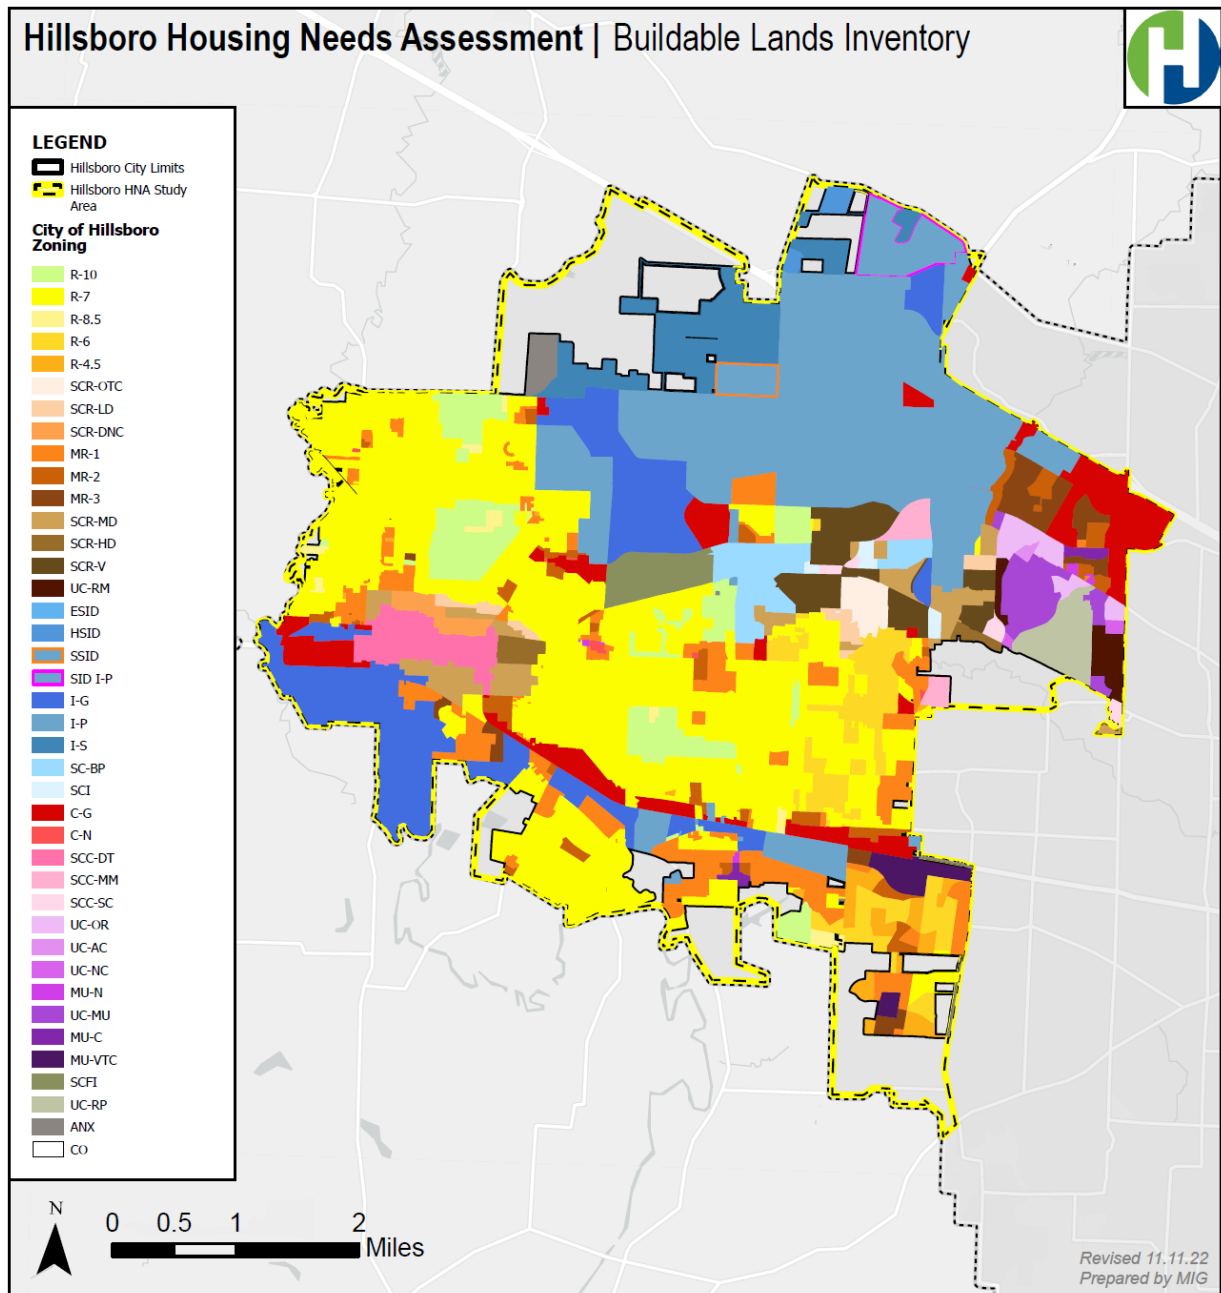 Hillsboro Housing Needs Assessment | Buildable Lands Inventory
H
LEGEND
Hillsboro City Limits
Hillsboro HNA Study
Area
City of Hillsboro
Zoning
R-10
R-7
R-8.5
R-6
R-4.5
SCR-OTC
SCR-LD
SCR-DNC
MR-1
MR-2
MR-3
SCR-MD
SCR-HD
SCR-V
UC-RM
ESID
HSID
SSID
SID I-P
I-G
I-P
I-S
SC-BP
SCI
C-G
C-N
SCC-DT
SCC-MM
SCC-SC
UC-OR
UC-AC
UC-NC
MU-N
UC-MU
MU-C
MU-VTC
SCFI
UC-RP
ANX
CO
N
0 0.5 1 2
Miles
Revised 11.11.22
Prepared by MIG